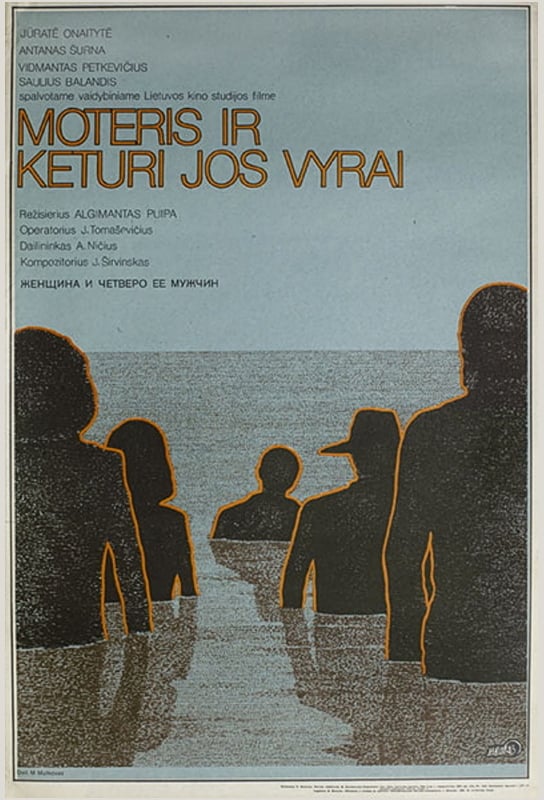 JŪRATĖ ONAITYTĖ
ANTANAS ŠURNA
VIDMANTAS PETKEVIČIUS
SAULIUS BALANDIS
spalvotame vaidybiniame Lietuvos kino studijos filme
MOTERIS IR
KETURI JOS VYRAI
Režisierius ALGIMANTAS PUIPA
Operatorius J. Tomaševičius
Dailininkas A. Ničius
Kompozitorius J. Širvinskas
ЖЕНЩИНА И ЧЕТВЕРО ЕЕ МУЖЧИН